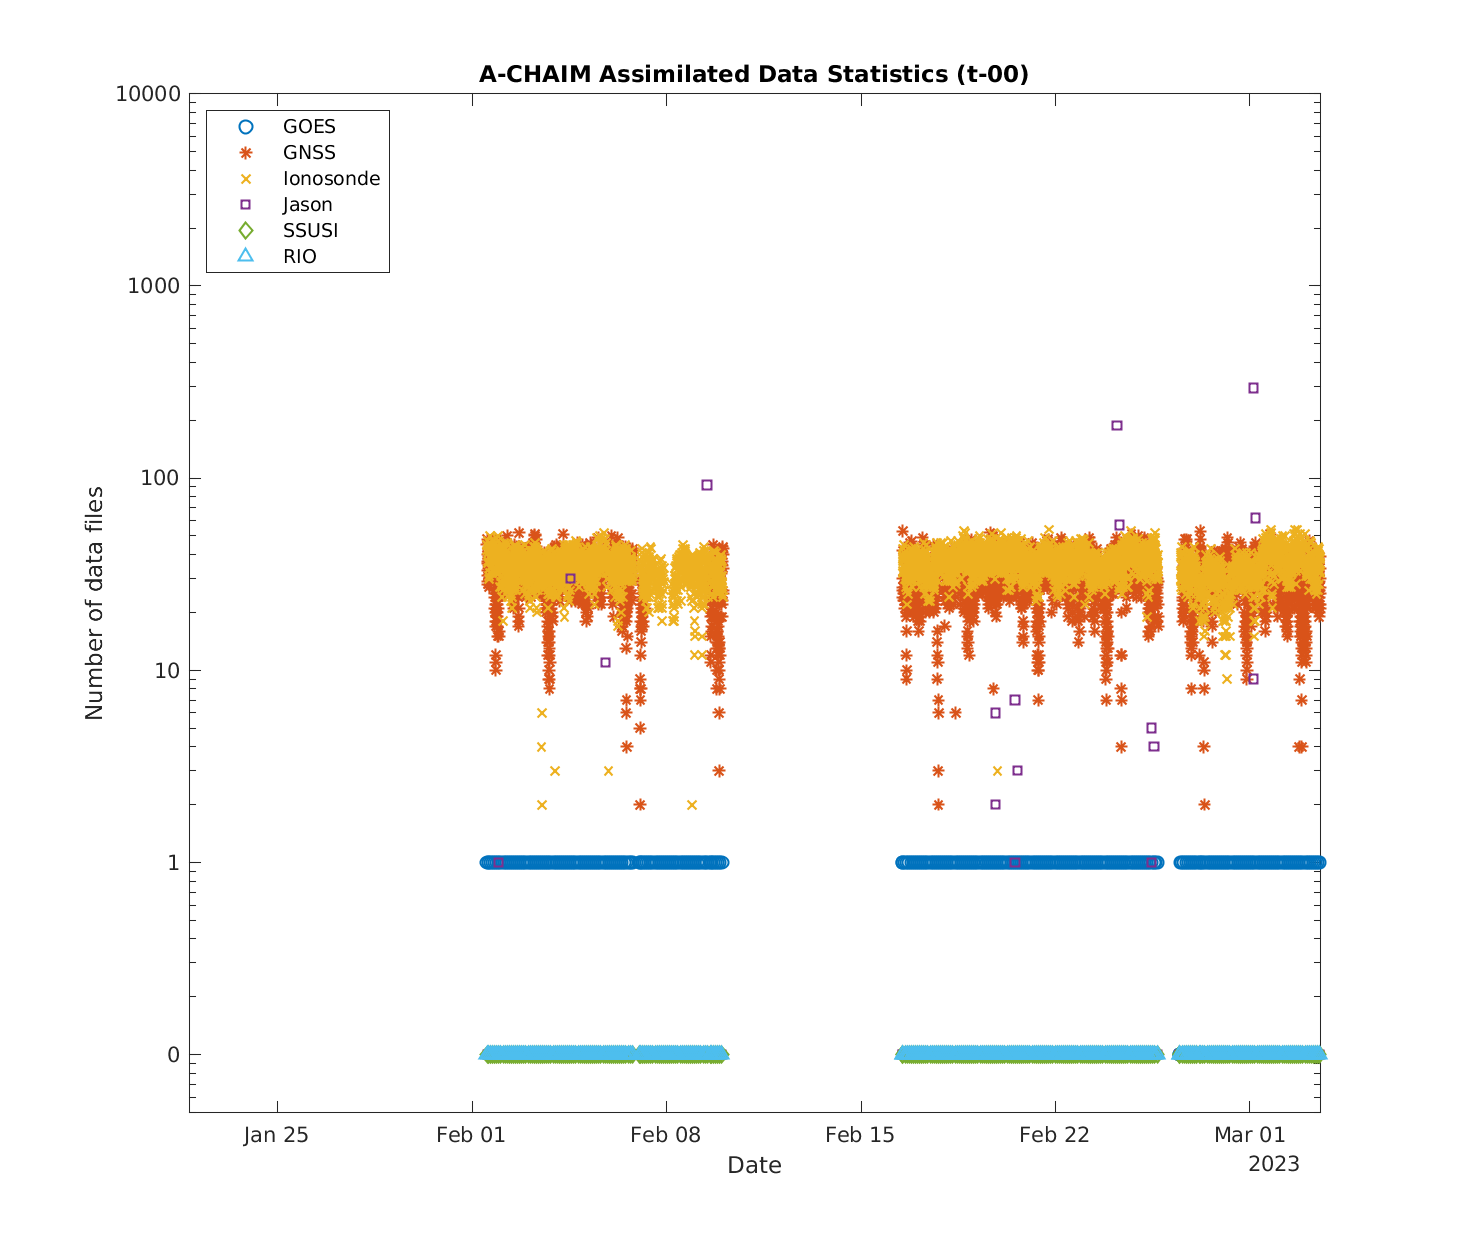 A-CHAIM Assimilated Data Statistics (t-00)
10000
1000
100
10
1
0
Number of data files
GOES
GNSS
Ionosonde
Jason
SSUSI
RIO
Jan 25
Feb 01
Feb 08
Feb 15
Feb 22
Mar 01
Date
2023